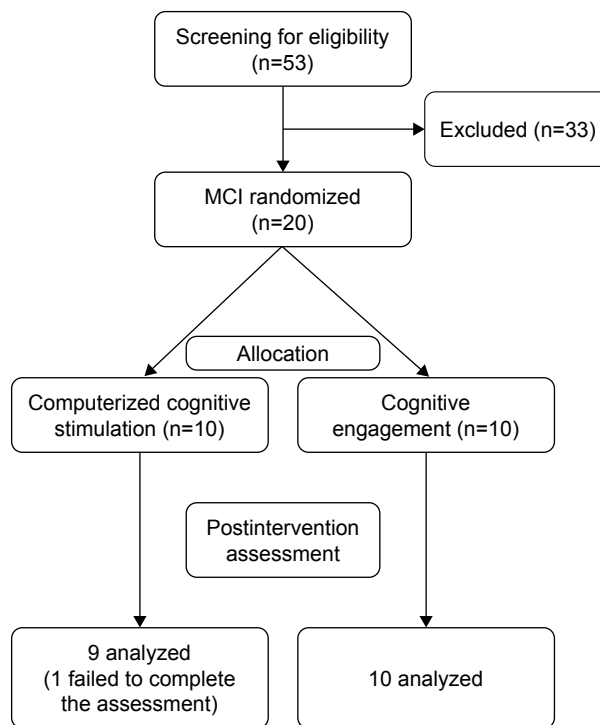 Screening for eligibility
(n=53)
Excluded (n=33)
MCI randomized
(n=20)
Allocation
Computerized cognitive
stimulation (n=10)
Cognitive
engagement (n=10)
Postintervention
assessment
9 analyzed
(1 failed to complete
the assessment)
10 analyzed